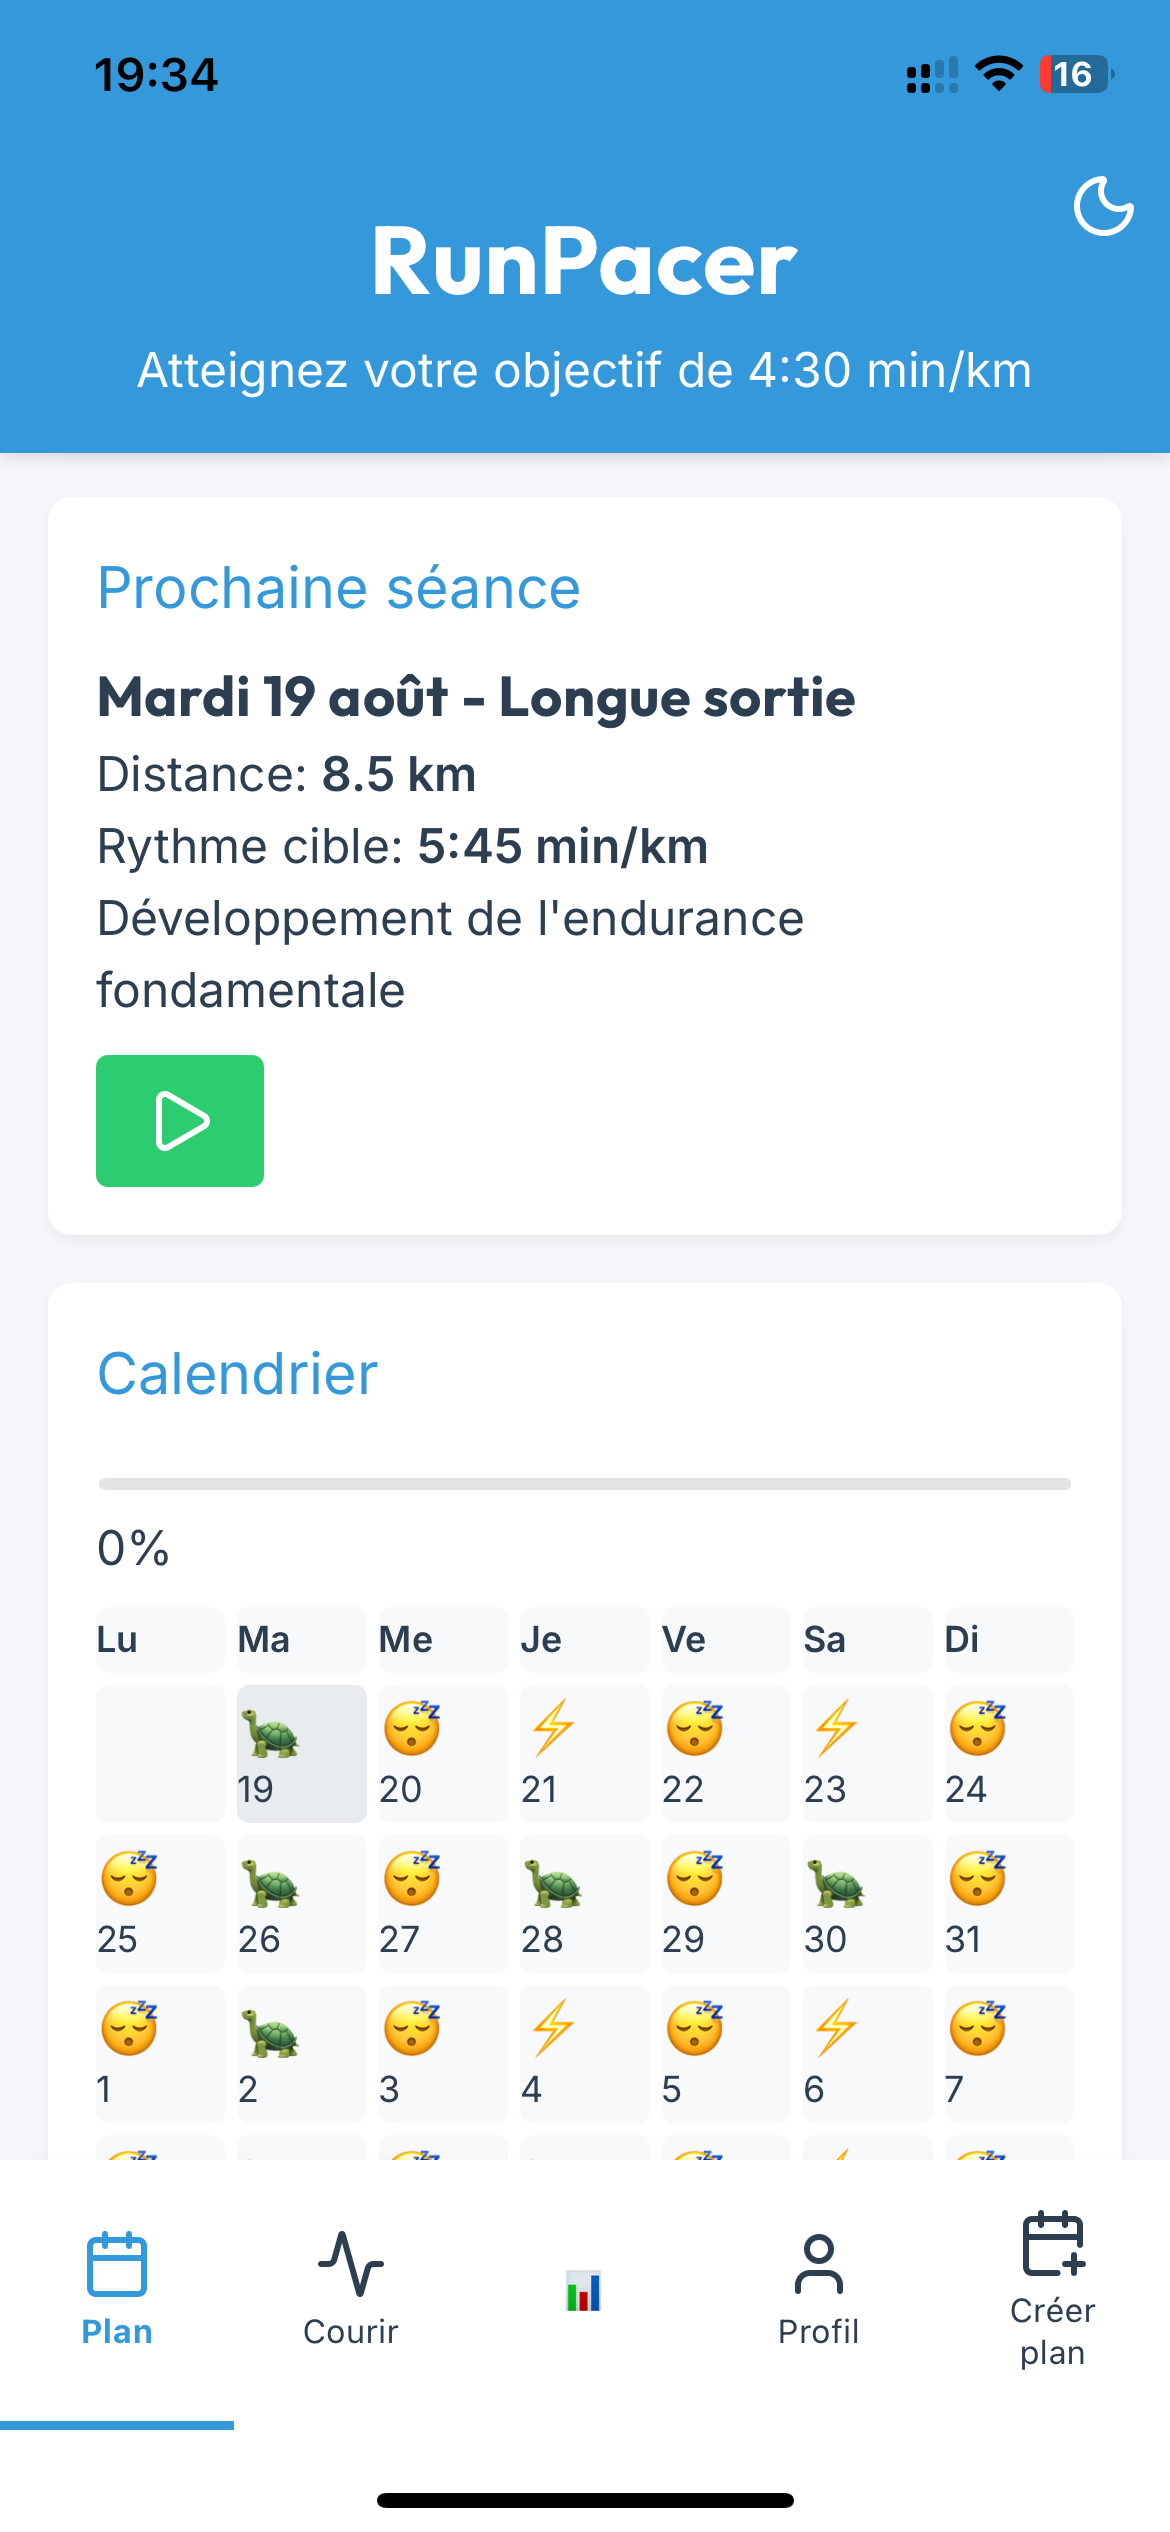 19:34
16
RunPacer
Atteignez votre objectif de 4:30 min/km
Prochaine séance
Mardi 19 août - Longue sortie
Distance: 8.5 km
Rythme cible: 5:45 min/km
Développement de l'endurance
fondamentale
Calendrier
0%
Lu Ma Me Je Ve Sa Di
19 20 21 22 23 24
25 26 27 28 29 30 31
1 2 3 4 5 6 7
Plan
Courir
Profil
Créer
plan